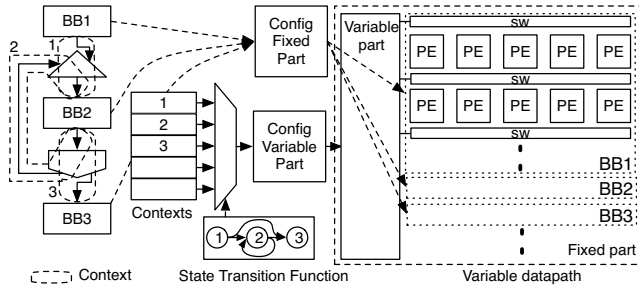 BB1
2
1
BB2
3
BB3
Context
1
2
3
Contexts
Config
Fixed
Part
Config
Variable
Part
1
2
3
State Transition Function
Variable
part
SW
PE PE PE PE PE
SW
PE PE PE PE PE
SW
BB1
BB2
BB3
Fixed part
Variable datapath